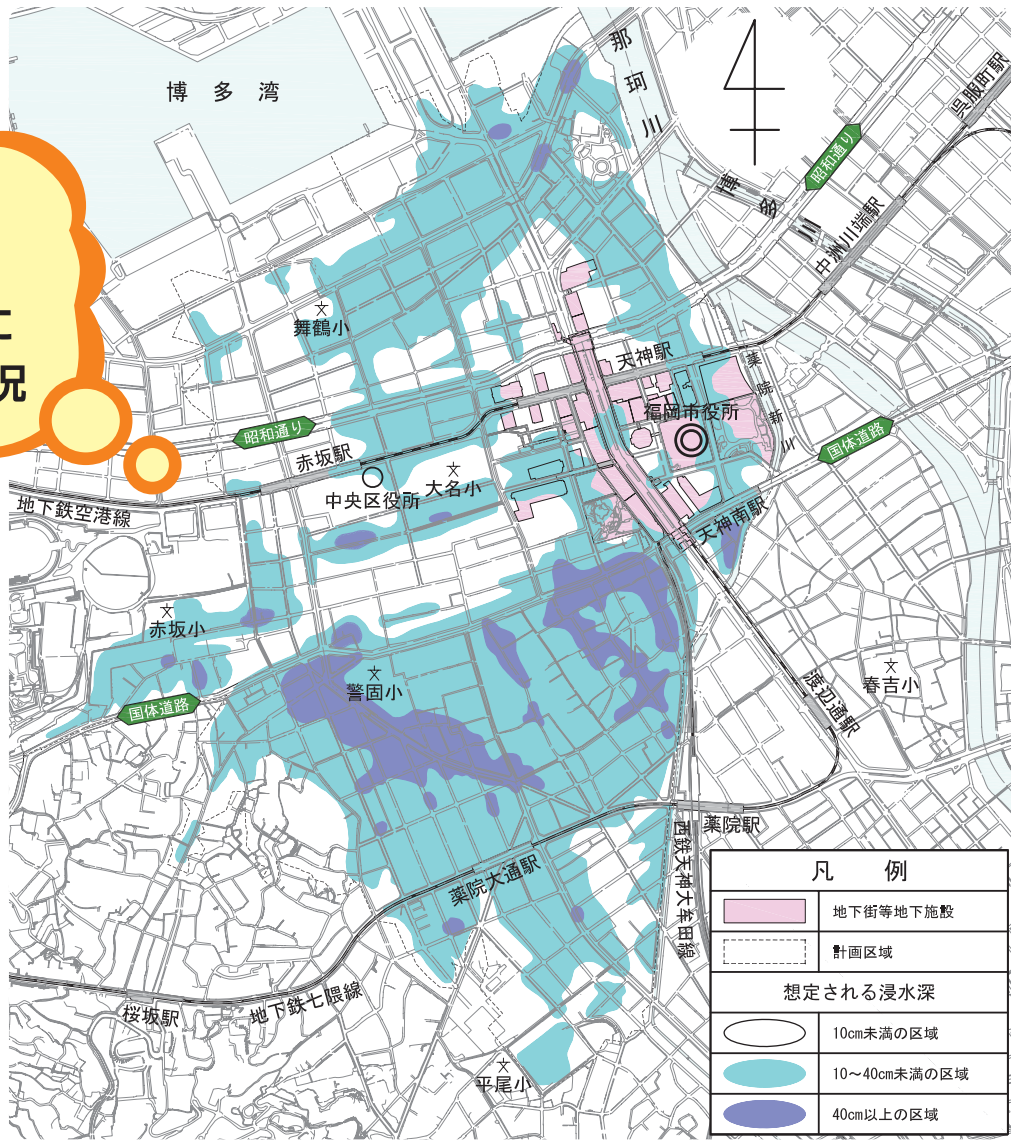 博多湾
那珂川
呉服町駅
昭和通り
博多川
中洲川端駅
舞鶴小
況
天神駅
薬院新川
福岡市役所
昭和通り
国体道路
赤坂駅
大名小
中央区役所
地下鉄空港線
天神南駅
赤坂小
警固小
春吉小
国体道路
渡辺通駅
薬院駅
西鉄天神大牟田線
薬院大通駅
地下鉄七隈線
桜坂駅
平尾小
凡例
地下街等地下施設
計画区域
想定される浸水深
10cm未満の区域
10～40cm未満の区域
40cm以上の区域